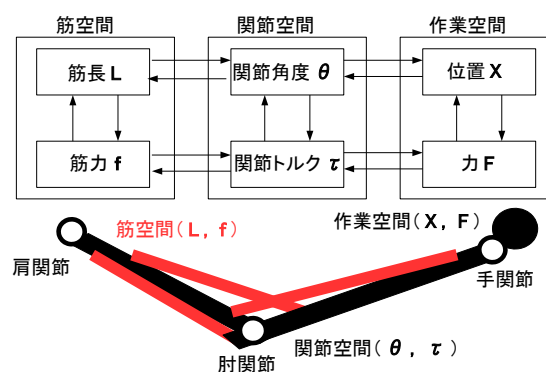 筋空間
関節空間
作業空間
筋長 L
関節角度 θ
位置 X
筋力 f
関節トルク τ
力 F
筋空間(L, f)
作業空間(X, F)
肩関節
手関節
肘関節
関節空間(θ, τ)